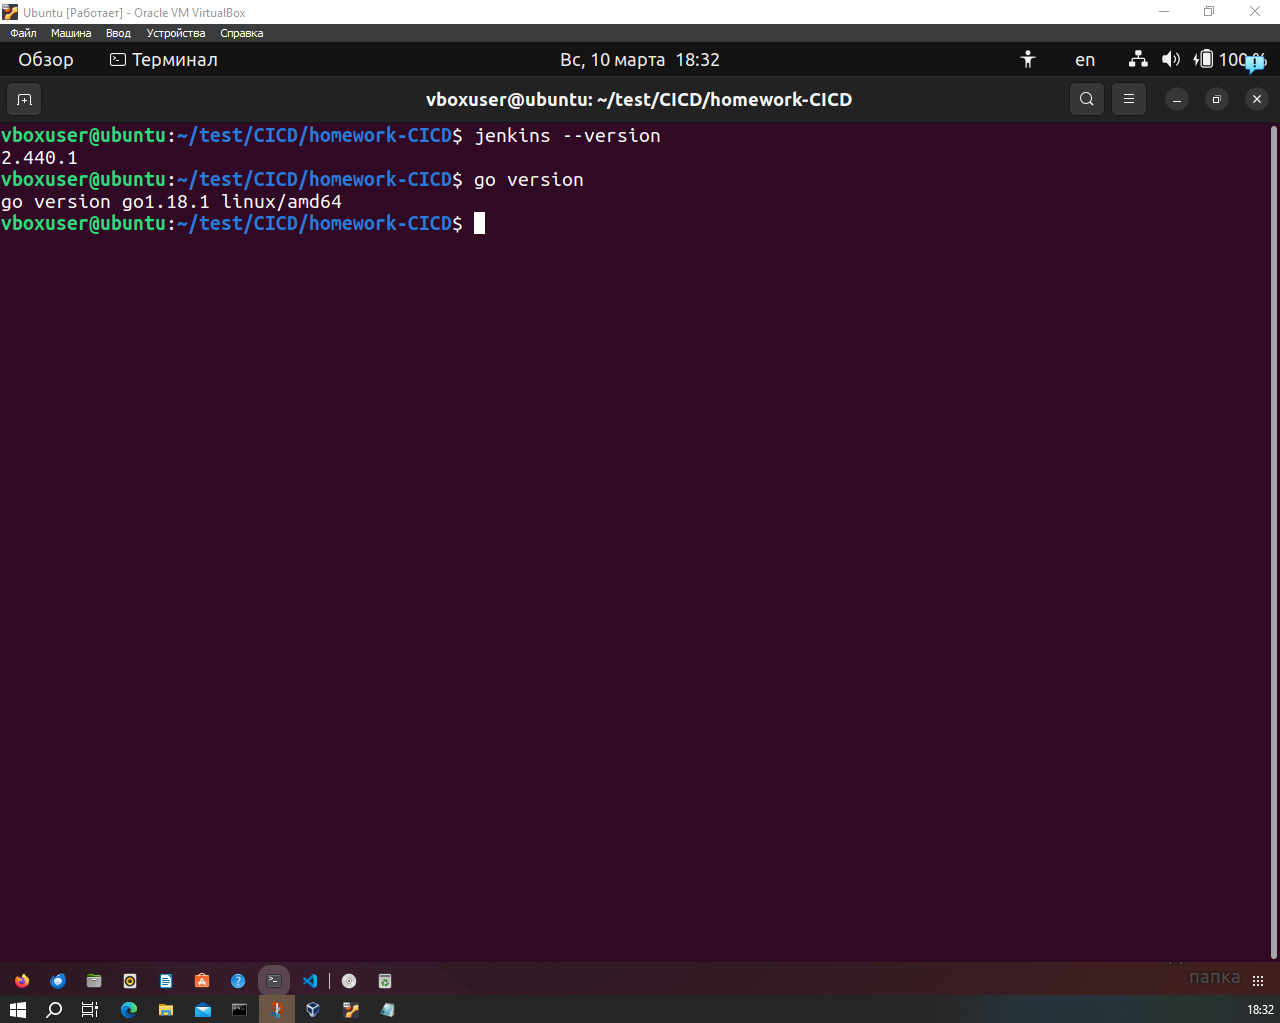 Ubuntu [Работает] - Oracle VM VirtualBox
Файл Машина Ввод Устройства Справка
Обзор Терминал Вс, 10 марта 18:32 en 100 %
vboxuser@ubuntu: ~/test/CICD/homework-CICD
vboxuser@ubuntu:~/test/CICD/homework-CICD$ jenkins --version
2.440.1
vboxuser@ubuntu:~/test/CICD/homework-CICD$ go version
go version go1.18.1 linux/amd64
vboxuser@ubuntu:~/test/CICD/homework-CICD$
папка
18:32